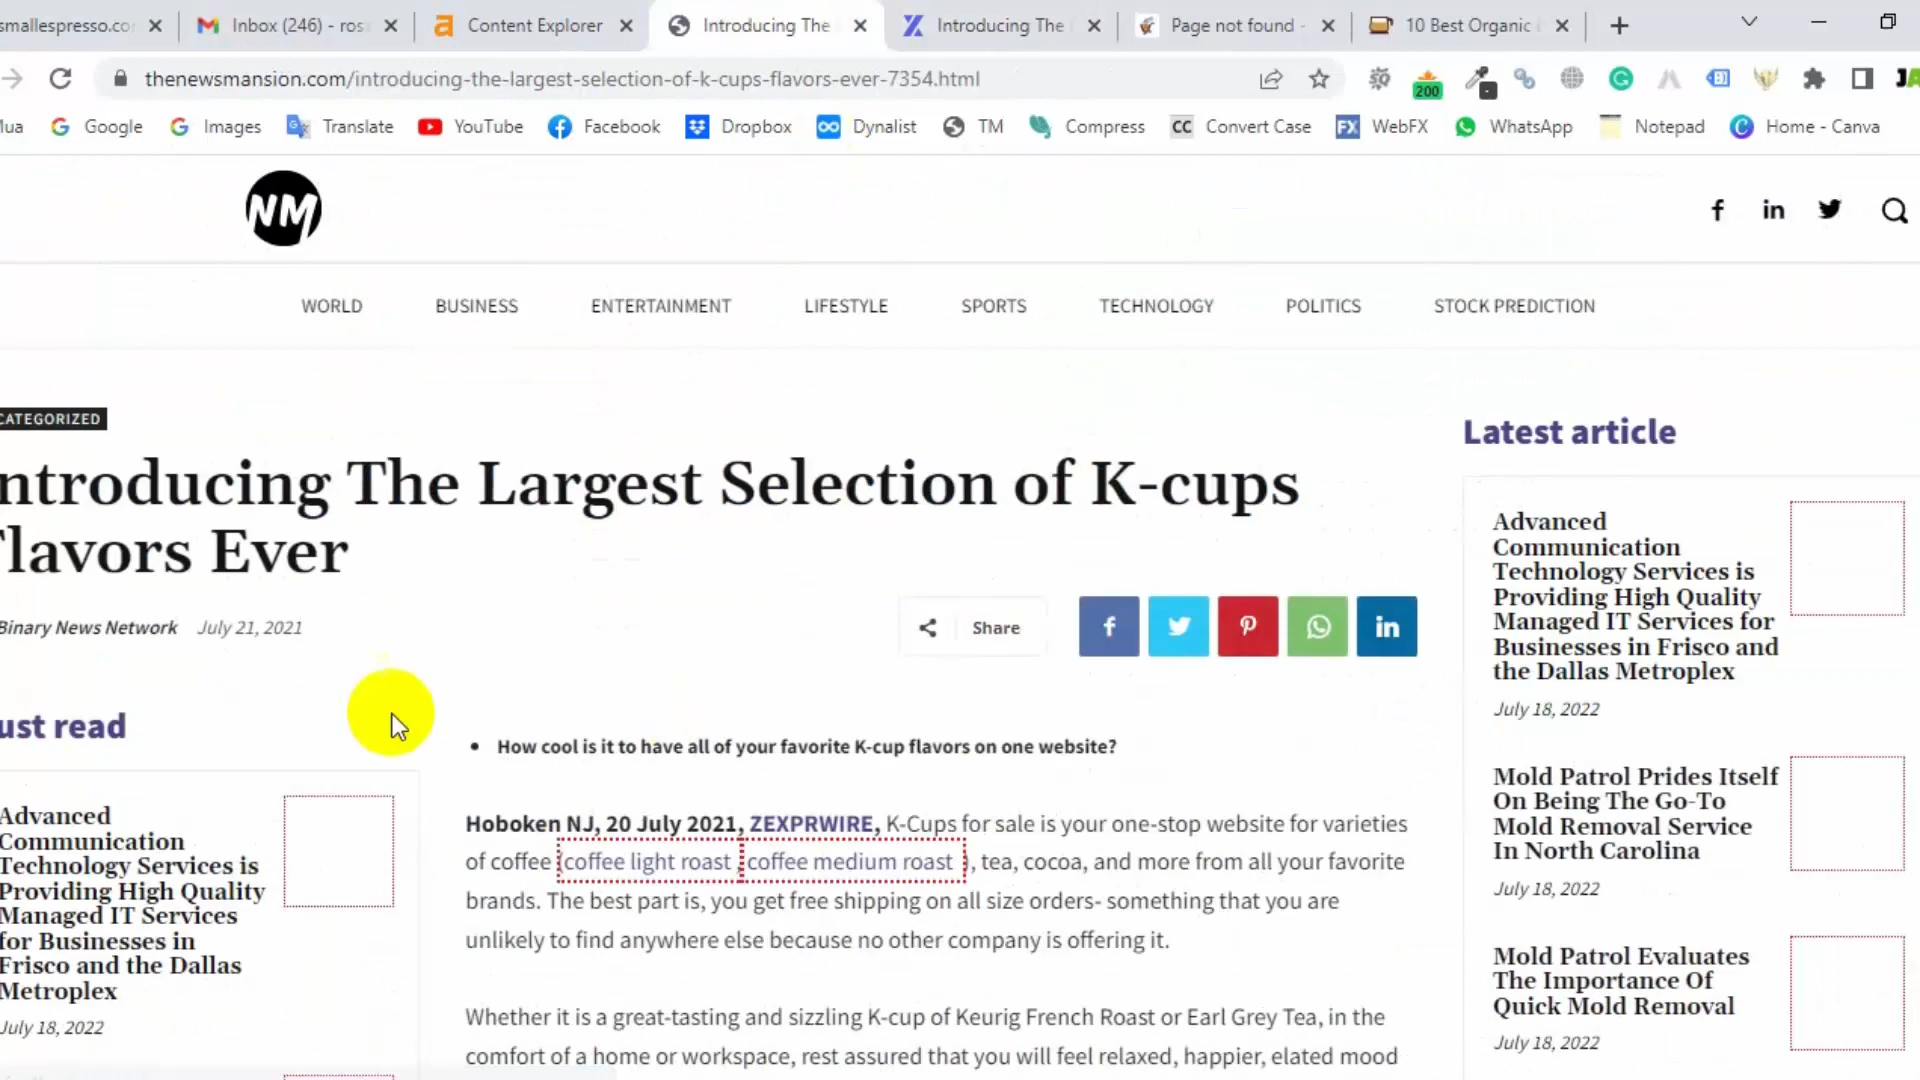 smallespresso.co
Inbox (246) - ros
Content Explorer
Introducing The
Introducing The
Page not found -
10 Best Organic
thenewsmansion.com/introducing-the-largest-selection-of-k-cups-flavors-ever-7354.html
200
Google
Images
Translate
YouTube
Facebook
Dropbox
Dynalist
TM
Compress
CC Convert Case
FX WebFX
WhatsApp
Notepad
Home - Canva
NM
WORLD
BUSINESS
ENTERTAINMENT
LIFESTYLE
SPORTS
TECHNOLOGY
POLITICS
STOCK PREDICTION
CATEGORIZED
ntroducing The Largest Selection of K-cups
Flavors Ever
Binary News Network July 21, 2021
Share
ust read
Advanced
Communication
Technology Services is
Providing High Quality
Managed IT Services
for Businesses in
Frisco and the Dallas
Metroplex
July 18, 2022
• How cool is it to have all of your favorite K-cup flavors on one website?
Hoboken NJ, 20 July 2021, ZEXPRWIRE, K-Cups for sale is your one-stop website for varieties
of coffee (coffee light roast, coffee medium roast ), tea, cocoa, and more from all your favorite
brands. The best part is, you get free shipping on all size orders- something that you are
unlikely to find anywhere else because no other company is offering it.
Whether it is a great-tasting and sizzling K-cup of Keurig French Roast or Earl Grey Tea, in the
comfort of a home or workspace, rest assured that you will feel relaxed, happier, elated mood
Latest article
Advanced
Communication
Technology Services is
Providing High Quality
Managed IT Services for
Businesses in Frisco and
the Dallas Metroplex
July 18, 2022
Mold Patrol Prides Itself
On Being The Go-To
Mold Removal Service
In North Carolina
July 18, 2022
Mold Patrol Evaluates
The Importance Of
Quick Mold Removal
July 18, 2022